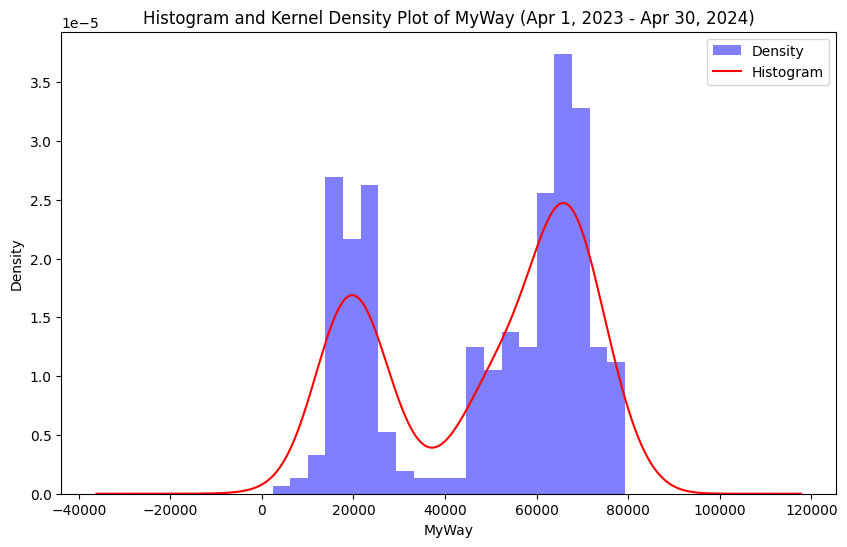 Histogram and Kernel Density Plot of MyWay (Apr 1, 2023 - Apr 30, 2024)
1e−5
Density
Histogram
3.5
3.0
2.5
2.0
1.5
1.0
0.5
0.0
Density
−40000 −20000 0 20000 40000 60000 80000 100000 120000
MyWay